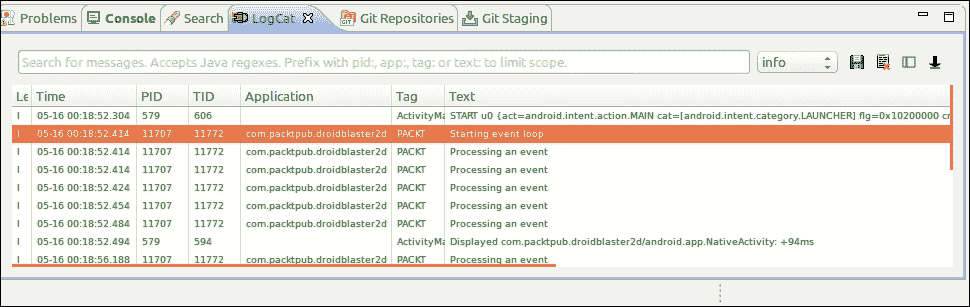 Problems Console Search LogCat Git Repositories Git Staging
Search for messages. Accepts Java regexes. Prefix with pid:, app:, tag: or text: to limit scope. info
Le Time PID TID Application Tag Text
I 05-16 00:18:52.304 579 606 ActivityMa START u0 {act=android.intent.action.MAIN cat=[android.intent.category.LAUNCHER] flg=0x10200000 cr
I 05-16 00:18:52.414 11707 11772 com.packtpub.droidblaster2d PACKT Starting event loop
I 05-16 00:18:52.414 11707 11772 com.packtpub.droidblaster2d PACKT Processing an event
I 05-16 00:18:52.414 11707 11772 com.packtpub.droidblaster2d PACKT Processing an event
I 05-16 00:18:52.424 11707 11772 com.packtpub.droidblaster2d PACKT Processing an event
I 05-16 00:18:52.454 11707 11772 com.packtpub.droidblaster2d PACKT Processing an event
I 05-16 00:18:52.484 11707 11772 com.packtpub.droidblaster2d PACKT Processing an event
I 05-16 00:18:52.494 579 594 ActivityMa Displayed com.packtpub.droidblaster2d/android.app.NativeActivity: +94ms
I 05-16 00:18:56.188 11707 11772 com.packtpub.droidblaster2d PACKT Processing an event